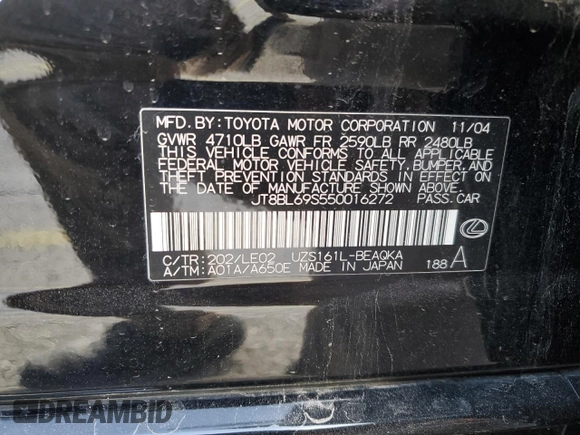 MFD. BY: TOYOTA MOTOR CORPORATION 11/04
GVWR 4710LB GAWR FR 2590LB RR 2480LB
THIS VEHICLE CONFORMS TO ALL APPLICABLE
FEDERAL MOTOR VEHICLE SAFETY, BUMPER, AND
THEFT PREVENTION STANDARDS IN EFFECT ON
THE DATE OF MANUFACTURE SHOWN ABOVE.
JT8BL69S550016272 PASS. CAR
C/TR: 202/LE02 UZS161L-BEAQKA
A/TM: A01A/A650E MADE IN JAPAN 188 A
DREAMBID